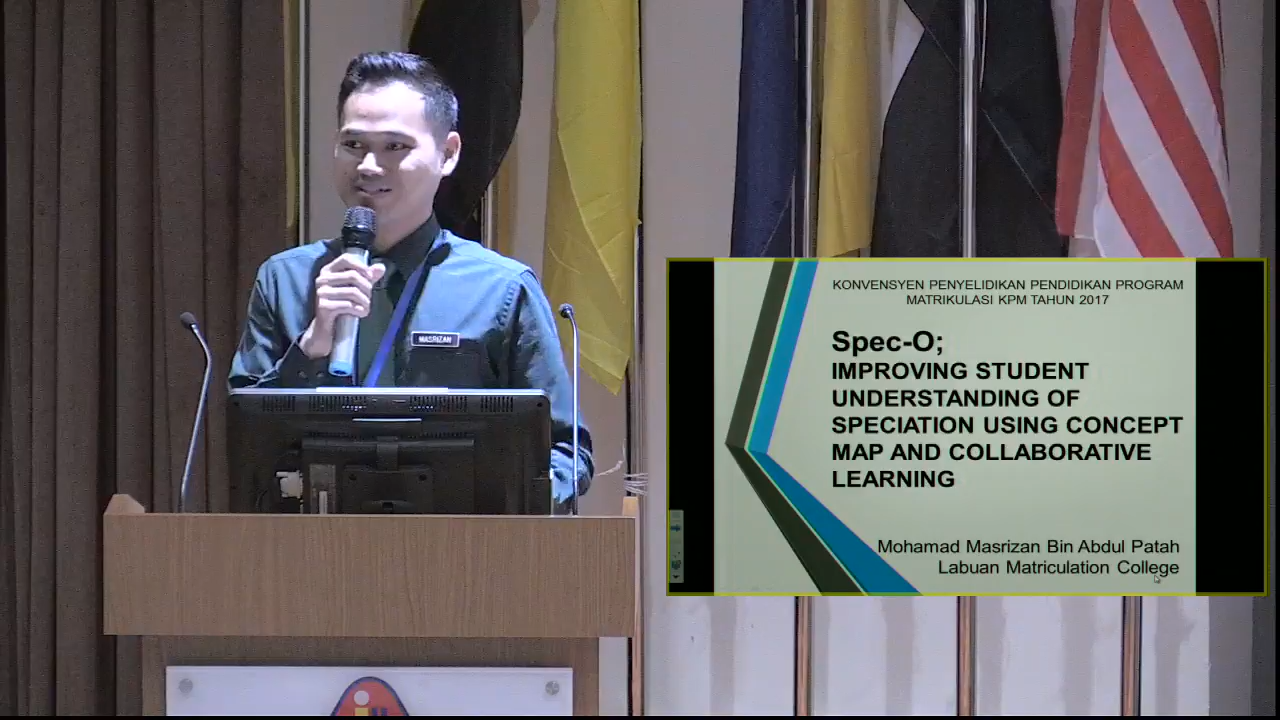 MASRIZAN
KONVENSYEN PENYELIDIKAN PENDIDIKAN PROGRAM
MATRIKULASI KPM TAHUN 2017
Spec-O;
IMPROVING STUDENT
UNDERSTANDING OF
SPECIATION USING CONCEPT
MAP AND COLLABORATIVE
LEARNING
Mohamad Masrizan Bin Abdul Patah
Labuan Matriculation College